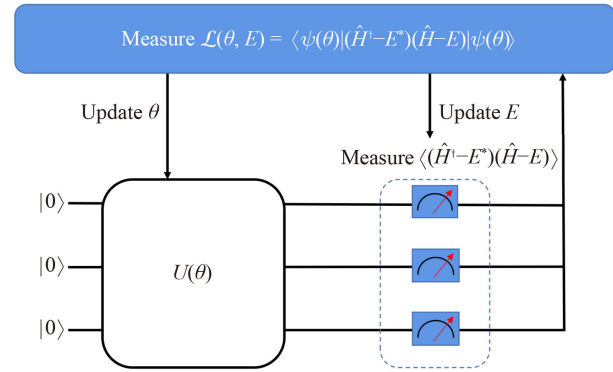 Measure ℒ(θ, E) = ⟨ψ(θ)|(Ĥ†−E*)(Ĥ−E)|ψ(θ)⟩
Update θ
Update E
Measure ⟨(Ĥ†−E*)(Ĥ−E)⟩
|0⟩
|0⟩
U(θ)
|0⟩